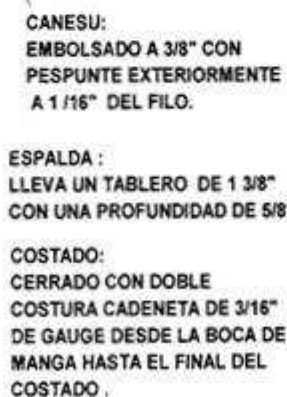 CANESU:
EMBOLSADO A 3/8" CON
PESPUNTE EXTERIORMENTE
A 1 /16" DEL FILO.
ESPALDA :
LLEVA UN TABLERO DE 1 3/8"
CON UNA PROFUNDIDAD DE 5/8
COSTADO:
CERRADO CON DOBLE
COSTURA CADENETA DE 3/16"
DE GAUGE DESDE LA BOCA DE
MANGA HASTA EL FINAL DEL
COSTADO .